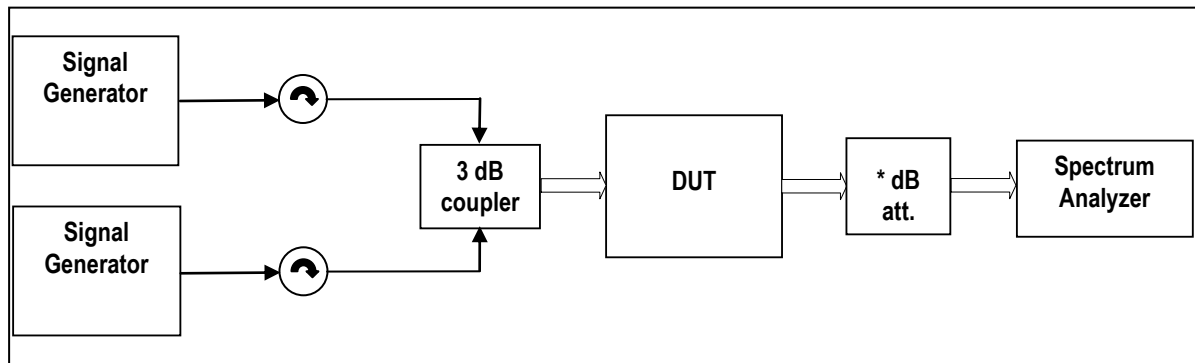 Signal
Generator
3 dB
coupler
DUT
* dB
att.
Spectrum
Analyzer
Signal
Generator